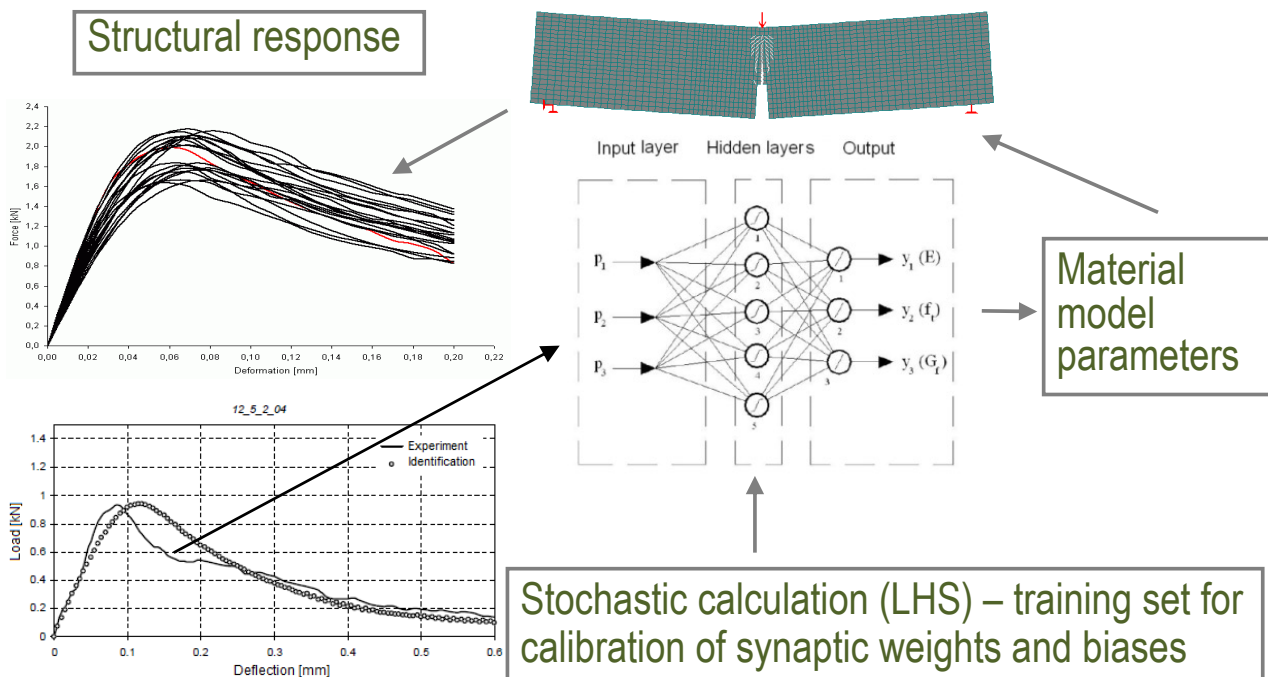 Structural response
2,4
2,2
2,0
1,8
1,6
1,4
1,2
1,0
0,8
0,6
0,4
0,2
0,0
Force [kN]
0,00 0,02 0,04 0,06 0,08 0,10 0,12 0,14 0,16 0,18 0,20 0,22
Deformation [mm]
Input layer Hidden layers Output
p1
p2
p3
1
2
3
4
5
1
2
3
y1 (E)
y2 (ft)
y3 (Gf)
Material
model
parameters
12_5_2_04
1.4
1.2
1
0.8
0.6
0.4
0.2
0
Load [kN]
Experiment
Identification
0 0.1 0.2 0.3 0.4 0.5 0.6
Deflection [mm]
Stochastic calculation (LHS) – training set for
calibration of synaptic weights and biases